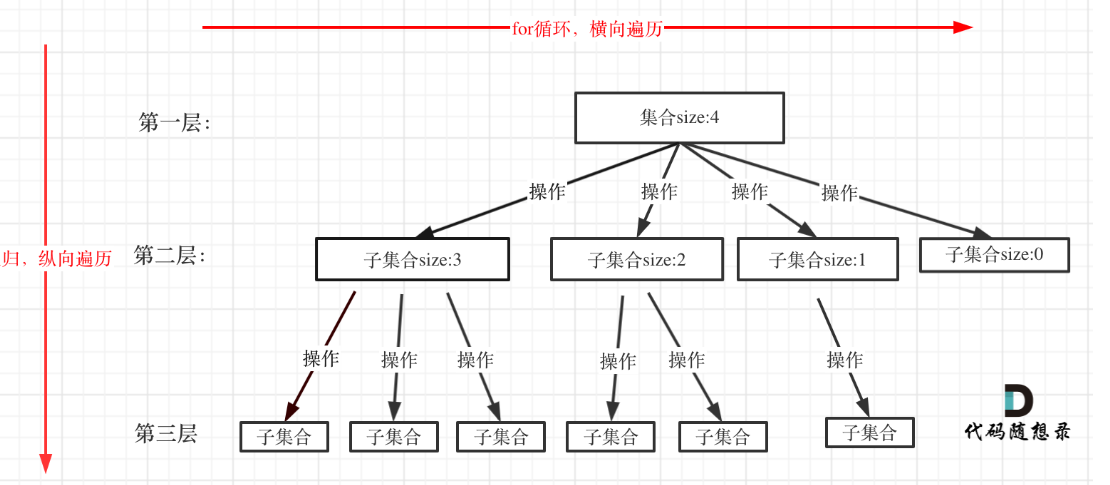 for循环，横向遍历
第一层：
集合size:4
操作
操作
操作
操作
归，纵向遍历
第二层：
子集合size:3
子集合size:2
子集合size:1
子集合size:0
操作
操作
操作
操作
操作
操作
第三层
子集合
子集合
子集合
子集合
子集合
子集合
代码随想录